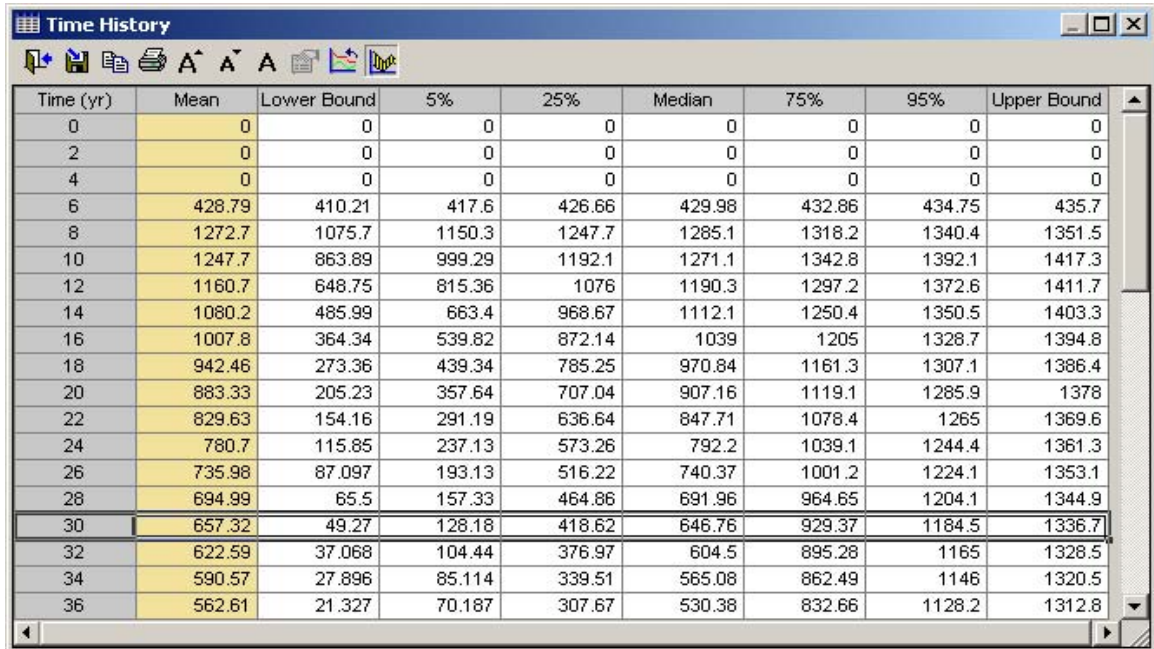 Time History
Time (yr) Mean Lower Bound 5% 25% Median 75% 95% Upper Bound
0 0 0 0 0 0 0 0 0
2 0 0 0 0 0 0 0 0
4 0 0 0 0 0 0 0 0
6 428.79 410.21 417.6 426.66 429.98 432.86 434.75 435.7
8 1272.7 1075.7 1150.3 1247.7 1285.1 1318.2 1340.4 1351.5
10 1247.7 863.89 999.29 1192.1 1271.1 1342.8 1392.1 1417.3
12 1160.7 648.75 815.36 1076 1190.3 1297.2 1372.6 1411.7
14 1080.2 485.99 663.4 968.67 1112.1 1250.4 1350.5 1403.3
16 1007.8 364.34 539.82 872.14 1039 1205 1328.7 1394.8
18 942.46 273.36 439.34 785.25 970.84 1161.3 1307.1 1386.4
20 883.33 205.23 357.64 707.04 907.16 1119.1 1285.9 1378
22 829.63 154.16 291.19 636.64 847.71 1078.4 1265 1369.6
24 780.7 115.85 237.13 573.26 792.2 1039.1 1244.4 1361.3
26 735.98 87.097 193.13 516.22 740.37 1001.2 1224.1 1353.1
28 694.99 65.5 157.33 464.86 691.96 964.65 1204.1 1344.9
30 657.32 49.27 128.18 418.62 646.76 929.37 1184.5 1336.7
32 622.59 37.068 104.44 376.97 604.5 895.28 1165 1328.5
34 590.57 27.896 85.114 339.51 565.08 862.49 1146 1320.5
36 562.61 21.327 70.187 307.67 530.38 832.66 1128.2 1312.8